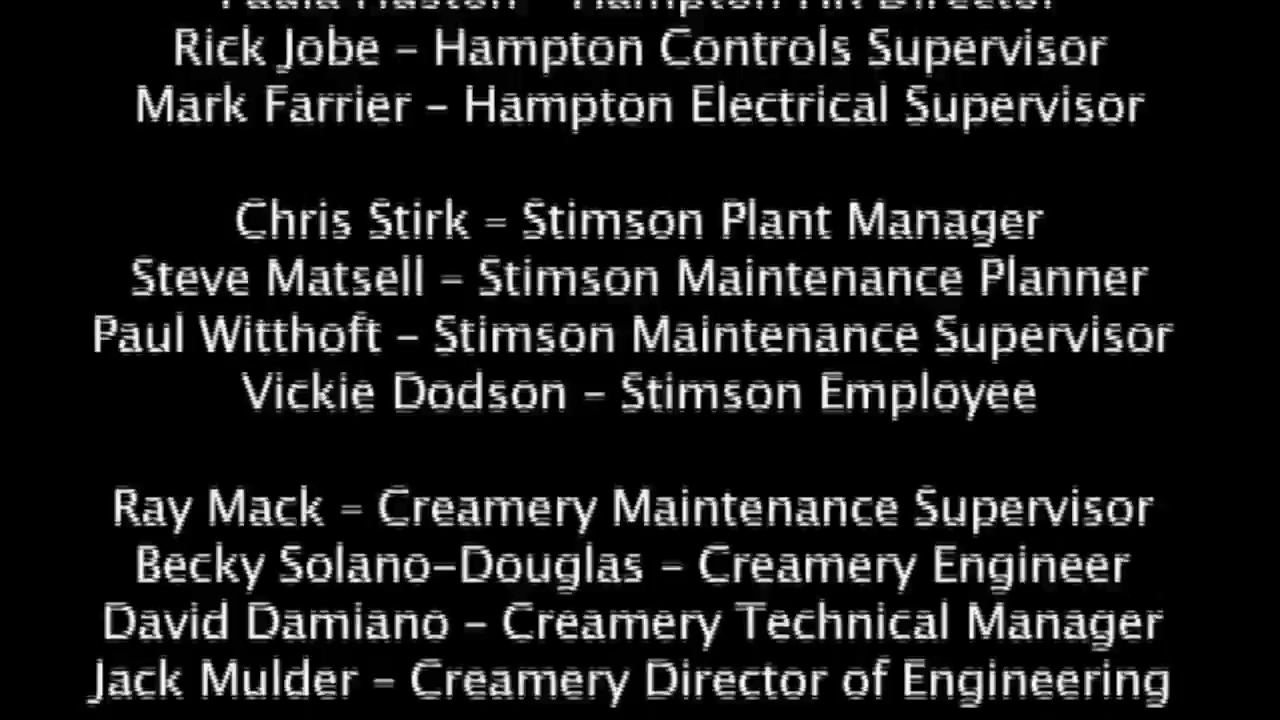 Rick Jobe – Hampton Controls Supervisor
Mark Farrier – Hampton Electrical Supervisor
Chris Stirk – Stimson Plant Manager
Steve Matsell – Stimson Maintenance Planner
Paul Witthoft – Stimson Maintenance Supervisor
Vickie Dodson – Stimson Employee
Ray Mack – Creamery Maintenance Supervisor
Becky Solano–Douglas – Creamery Engineer
David Damiano – Creamery Technical Manager
Jack Mulder – Creamery Director of Engineering